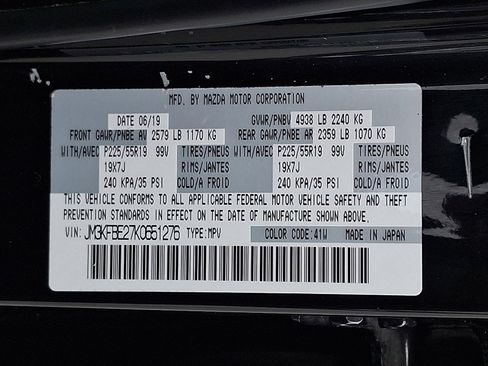 MFD. BY MAZDA MOTOR CORPORATION
DATE 06/19 GVWR/PNBV 4938 LB 2240 KG
FRONT GAWR/PNBE AV 2579 LB 1170 KG REAR GAWR/PNBE AR 2359 LB 1070 KG
WITH/AVEC P225/55R19 99V TIRES/PNEUS WITH/AVEC P225/55R19 99V TIRES/PNEUS
19X7J RIMS/JANTES 19X7J RIMS/JANTES
240 KPA/35 PSI COLD/A FROID 240 KPA/35 PSI COLD/A FROID
THIS VEHICLE CONFORMS TO ALL APPLICABLE FEDERAL MOTOR VEHICLE SAFETY AND THEFT
PREVENTION STANDARDS IN EFFECT ON THE DATE OF MANUFACTURE SHOWN ABOVE.
VIN: JM3KFBE27K0651276 TYPE: MPV COLOR CODE: 41W MADE IN JAPAN